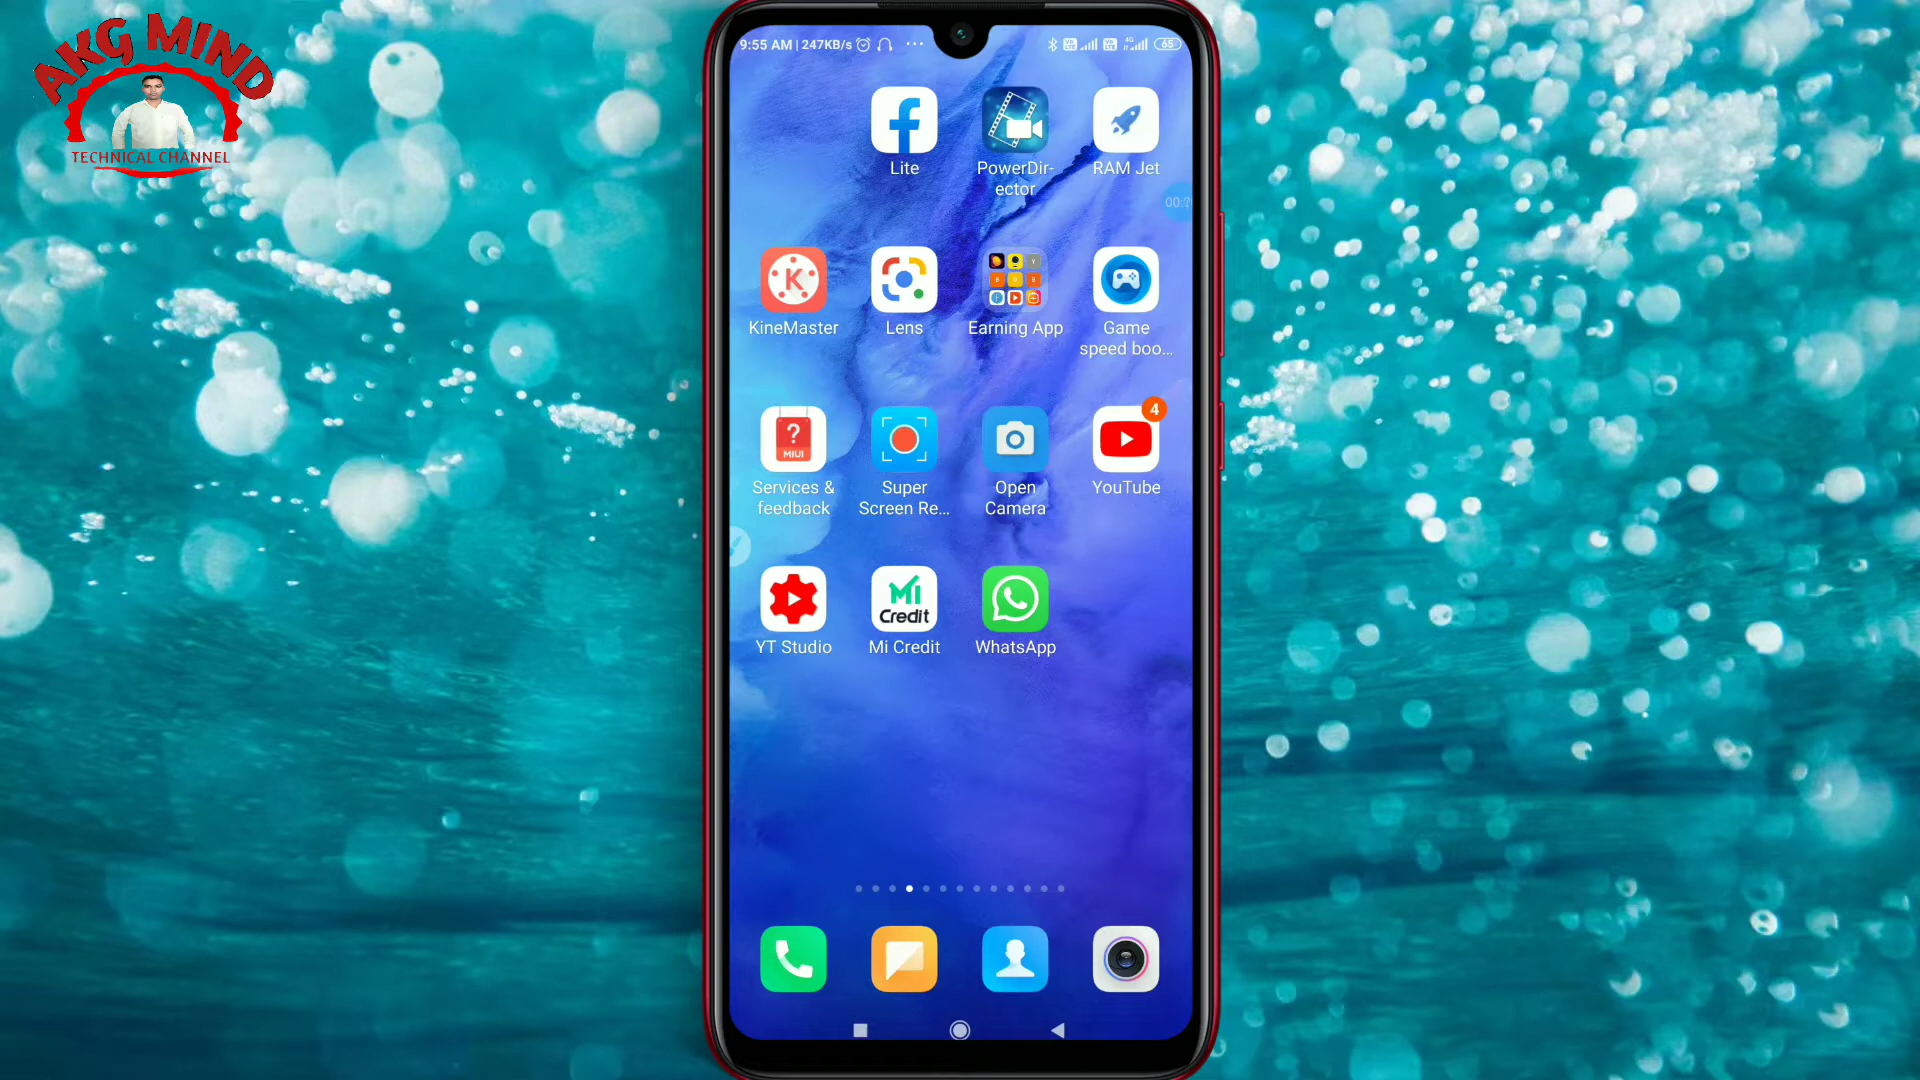 AKG MIND
TECHNICAL CHANNEL
9:55 AM | 247KB/s
65
Lite
PowerDir-
ector
RAM Jet
KineMaster
Lens
Earning App
Game
speed boo...
?
MIUI
4
Services &
feedback
Super
Screen Re...
Open
Camera
YouTube
Mi
Credit
YT Studio
Mi Credit
WhatsApp